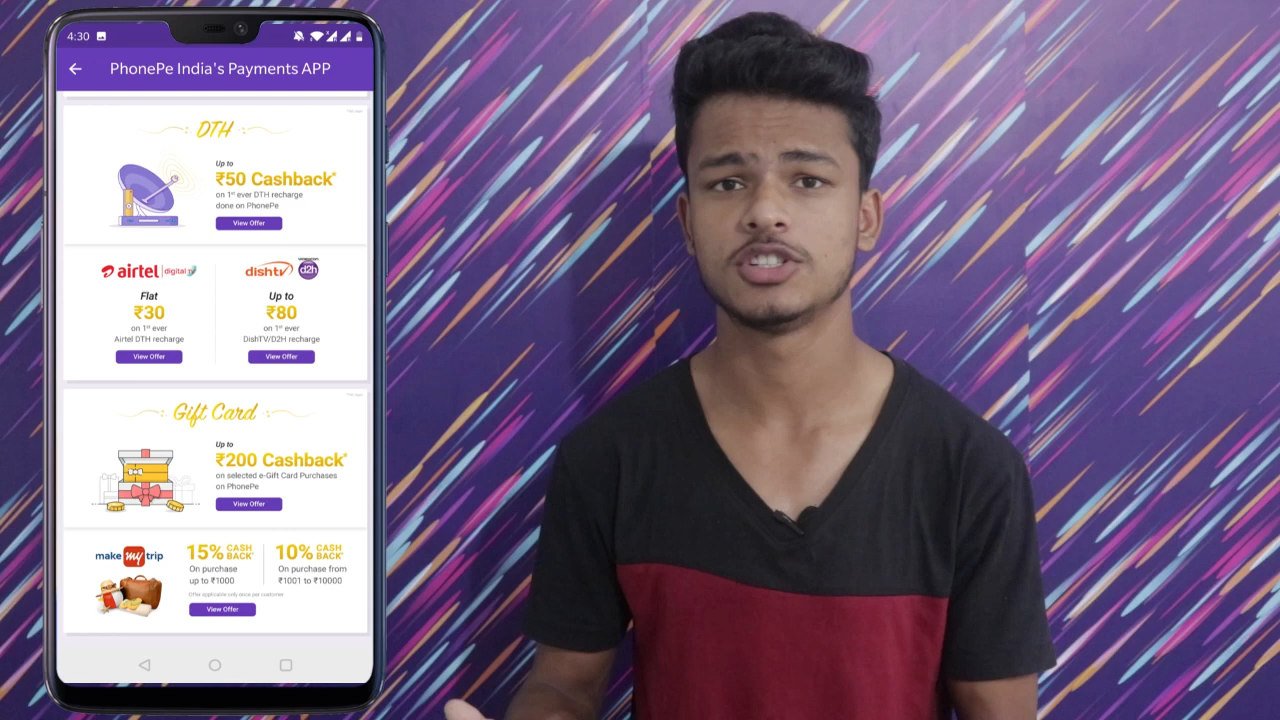 4:30
PhonePe India's Payments APP
DTH
Up to
₹50 Cashback*
on 1st ever DTH recharge
done on PhonePe
View Offer
airtel digital tv
Flat
₹30
on 1st ever
Airtel DTH recharge
View Offer
dishtv d2h
Up to
₹80
on 1st ever
DishTV/D2H recharge
View Offer
Gift Card
Up to
₹200 Cashback*
on selected e-Gift Card Purchases
on PhonePe
View Offer
make my trip
15% CASH BACK*
On purchase
up to ₹1000
10% CASH BACK*
On purchase from
₹1001 to ₹10000
Offer applicable only once per customer
View Offer